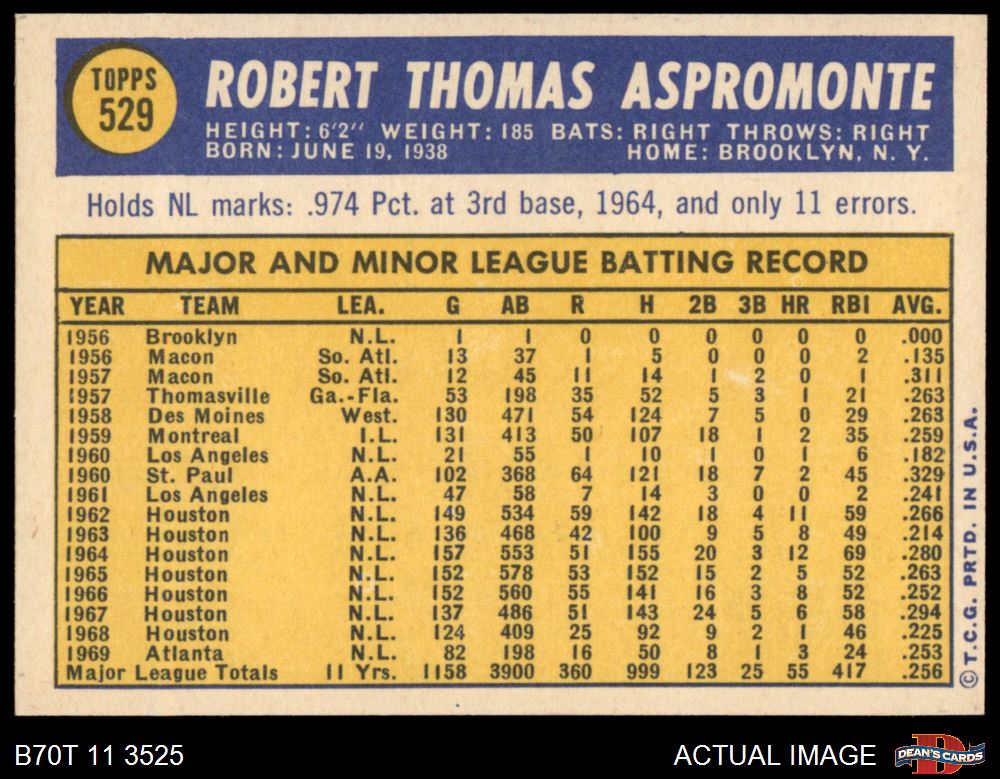 TOPPS
529
ROBERT THOMAS ASPROMONTE
HEIGHT: 6'2" WEIGHT: 185 BATS: RIGHT THROWS: RIGHT
BORN: JUNE 19, 1938 HOME: BROOKLYN, N. Y.
Holds NL marks: .974 Pct. at 3rd base, 1964, and only 11 errors.
MAJOR AND MINOR LEAGUE BATTING RECORD
YEAR TEAM LEA. G AB R H 2B 3B HR RBI AVG.
1956 Brooklyn N.L. 1 1 0 0 0 0 0 0 .000
1956 Macon So. Atl. 13 37 1 5 0 0 0 2 .135
1957 Macon So. Atl. 12 45 11 14 1 2 0 1 .311
1957 Thomasville Ga.-Fla. 53 198 35 52 5 3 1 21 .263
1958 Des Moines West. 130 471 54 124 7 5 0 29 .263
1959 Montreal I.L. 131 413 50 107 18 1 2 35 .259
1960 Los Angeles N.L. 21 55 1 10 1 0 1 6 .182
1960 St. Paul A.A. 102 368 64 121 18 7 2 45 .329
1961 Los Angeles N.L. 47 58 7 14 3 0 0 2 .241
1962 Houston N.L. 149 534 59 142 18 4 11 59 .266
1963 Houston N.L. 136 468 42 100 9 5 8 49 .214
1964 Houston N.L. 157 553 51 155 20 3 12 69 .280
1965 Houston N.L. 152 578 53 152 15 2 5 52 .263
1966 Houston N.L. 152 560 55 141 16 3 8 52 .252
1967 Houston N.L. 137 486 51 143 24 5 6 58 .294
1968 Houston N.L. 124 409 25 92 9 2 1 46 .225
1969 Atlanta N.L. 82 198 16 50 8 1 3 24 .253
Major League Totals 11 Yrs. 1158 3900 360 999 123 25 55 417 .256
© T.C.G. PRTD. IN U.S.A.
B70T 11 3525
ACTUAL IMAGE
DEAN'S CARDS